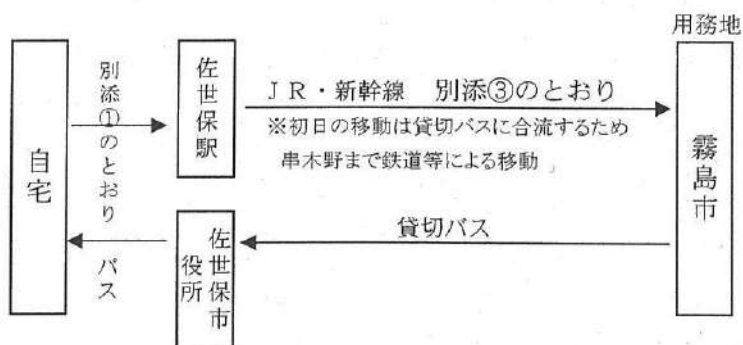 用務地
自宅
別添①のとおり
佐世保駅
ＪＲ・新幹線　別添③のとおり
※初日の移動は貸切バスに合流するため
串木野まで鉄道等による移動
霧島市
貸切バス
佐世保市
役所
バス